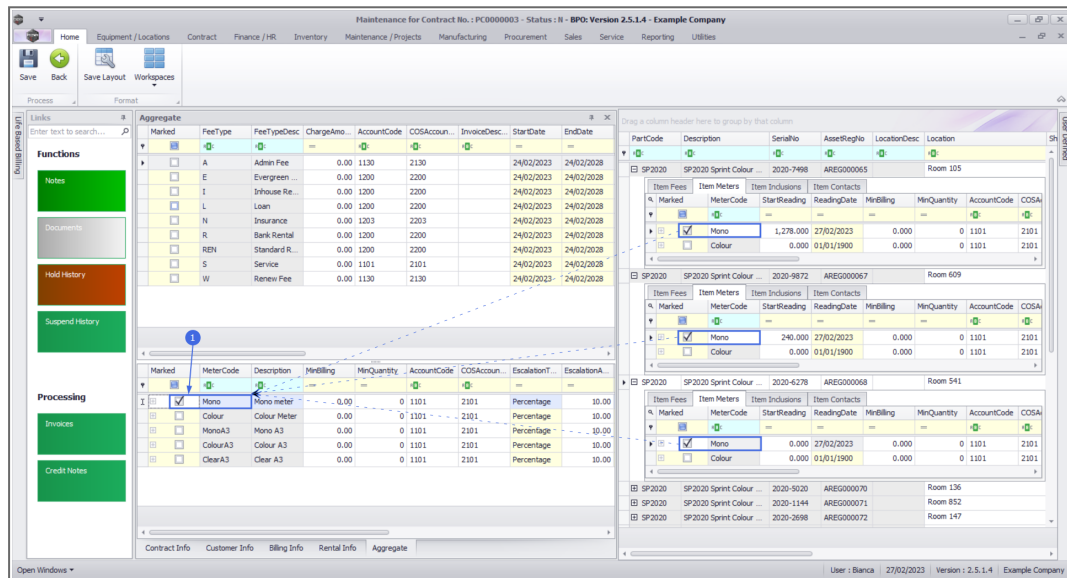 Maintenance for Contract No. : PC0000003 - Status : N - BPO: Version 2.5.1.4 - Example Company
Home Equipment / Locations Contract Finance / HR Inventory Maintenance / Projects Manufacturing Procurement Sales Service Reporting Utilities
Save Back Save Layout Workspaces
Process Format
Life Based Billing
Links
Enter text to search...
Functions
Notes
Documents
Hold History
Suspend History
Processing
Invoices
Credit Notes
Aggregate
Marked FeeType FeeTypeDesc ChargeAmo... AccountCode COSAccoun... InvoiceDesc... StartDate EndDate
A Admin Fee 0.00 1130 2130 24/02/2023 24/02/2028
E Evergreen ... 0.00 1200 2200 24/02/2023 24/02/2028
I Inhouse Re... 0.00 1200 2200 24/02/2023 24/02/2028
L Loan 0.00 1200 2200 24/02/2023 24/02/2028
N Insurance 0.00 1203 2203 24/02/2023 24/02/2028
R Bank Rental 0.00 1200 2200 24/02/2023 24/02/2028
REN Standard R... 0.00 1200 2200 24/02/2023 24/02/2028
S Service 0.00 1101 2101 24/02/2023 24/02/2028
W Renew Fee 0.00 1130 2130 24/02/2023 24/02/2028
1
Marked MeterCode Description MinBilling MinQuantity AccountCode COSAccoun... EscalationT... EscalationA...
Mono Mono meter 0.00 0 1101 2101 Percentage 10.00
Colour Colour Meter 0.00 0 1101 2101 Percentage 10.00
MonoA3 Mono A3 0.00 0 1101 2101 Percentage 10.00
ColourA3 Colour A3 0.00 0 1101 2101 Percentage 10.00
ClearA3 Clear A3 0.00 0 1101 2101 Percentage 10.00
Contract Info Customer Info Billing Info Rental Info Aggregate
Drag a column header here to group by that column
PartCode Description SerialNo AssetRegNo LocationDesc Location Sh
SP2020 SP2020 Sprint Colour ... 2020-7498 AREG000065 Room 105
Item Fees Item Meters Item Inclusions Item Contacts
Marked MeterCode StartReading ReadingDate MinBilling MinQuantity AccountCode COSA
Mono 1,278.000 27/02/2023 0.000 0 1101 2101
Colour 0.000 01/01/1900 0.000 0 1101 2101
SP2020 SP2020 Sprint Colour ... 2020-9872 AREG000067 Room 609
Item Fees Item Meters Item Inclusions Item Contacts
Marked MeterCode StartReading ReadingDate MinBilling MinQuantity AccountCode COSA
Mono 240.000 27/02/2023 0.000 0 1101 2101
Colour 0.000 01/01/1900 0.000 0 1101 2101
SP2020 SP2020 Sprint Colour ... 2020-6278 AREG000068 Room 541
Item Fees Item Meters Item Inclusions Item Contacts
Marked MeterCode StartReading ReadingDate MinBilling MinQuantity AccountCode COSA
Mono 0.000 27/02/2023 0.000 0 1101 2101
Colour 0.000 01/01/1900 0.000 0 1101 2101
SP2020 SP2020 Sprint Colour ... 2020-5020 AREG000070 Room 136
SP2020 SP2020 Sprint Colour ... 2020-1144 AREG000071 Room 852
SP2020 SP2020 Sprint Colour ... 2020-2698 AREG000072 Room 147
User Defined
Open Windows User : Bianca 27/02/2023 Version : 2.5.1.4 Example Company